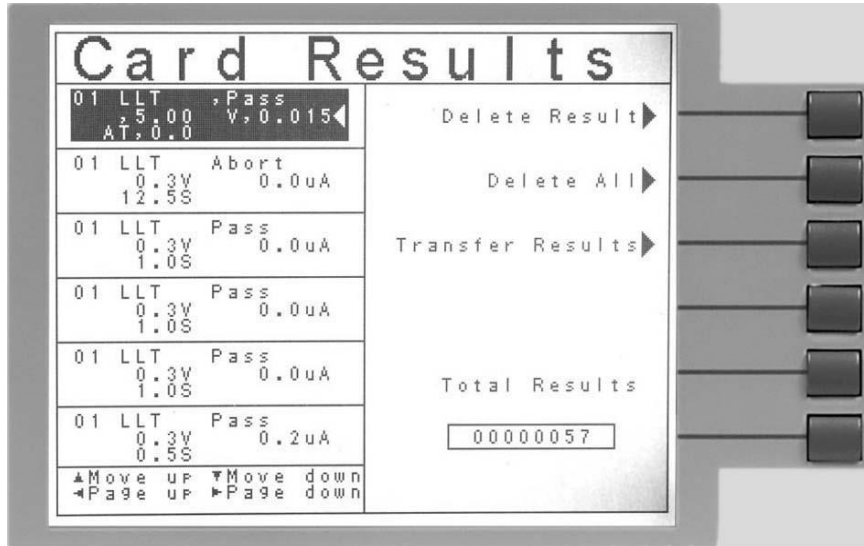 Card Results
01 LLT ,Pass
,5.00 V,0.015
AT,0.0
01 LLT Abort
0.3V 0.0uA
12.5S
01 LLT Pass
0.3V 0.0uA
1.0S
01 LLT Pass
0.3V 0.0uA
1.0S
01 LLT Pass
0.3V 0.0uA
1.0S
01 LLT Pass
0.3V 0.2uA
0.5S
▲Move up ▼Move down
◄Page up ►Page down
Delete Result▶
Delete All▶
Transfer Results▶
Total Results
00000057